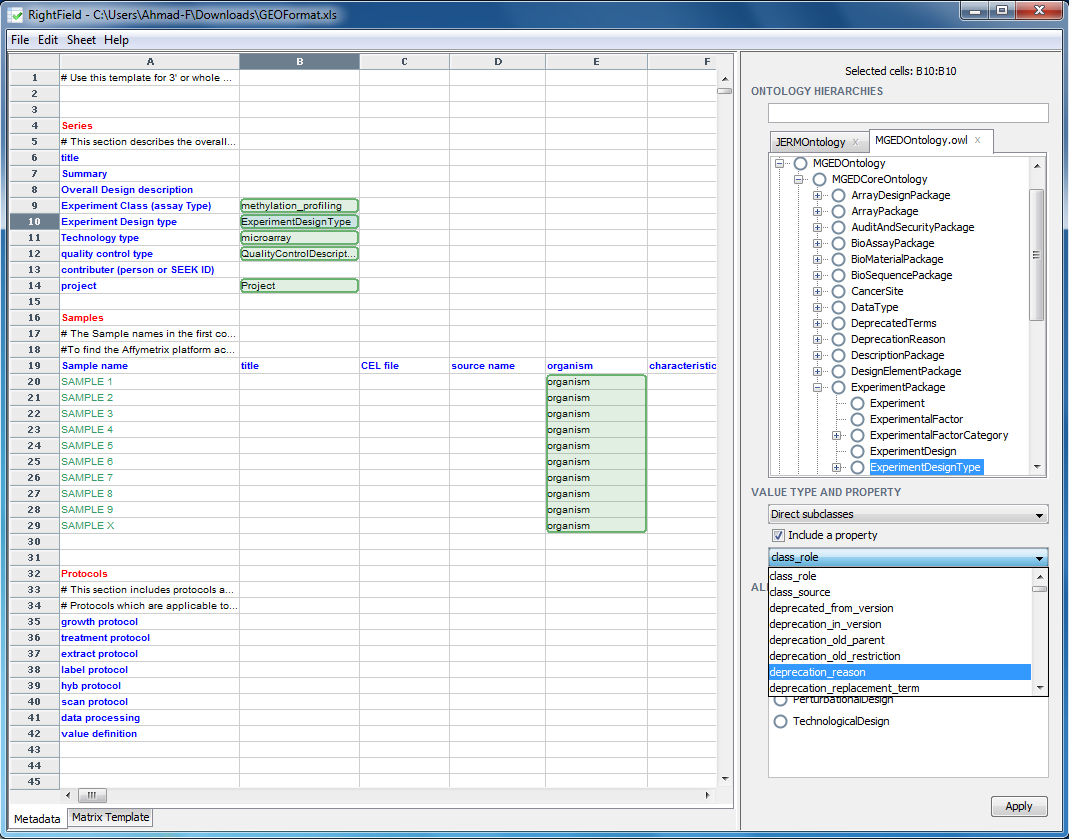 RightField - C:\Users\Ahmad-F\Downloads\GEOFormat.xls
File Edit Sheet Help
A B C D E F
1 # Use this template for 3' or whole ...
2
3
4 Series
5 # This section describes the overall...
6 title
7 Summary
8 Overall Design description
9 Experiment Class (assay Type) methylation_profiling
10 Experiment Design type ExperimentDesignType
11 Technology type microarray
12 quality control type QualityControlDescript...
13 contributer (person or SEEK ID)
14 project Project
15
16 Samples
17 # The Sample names in the first co...
18 #To find the Affymetrix platform ac...
19 Sample name title CEL file source name organism characteristic
20 SAMPLE 1 organism
21 SAMPLE 2 organism
22 SAMPLE 3 organism
23 SAMPLE 4 organism
24 SAMPLE 5 organism
25 SAMPLE 6 organism
26 SAMPLE 7 organism
27 SAMPLE 8 organism
28 SAMPLE 9 organism
29 SAMPLE X organism
30
31
32 Protocols
33 # This section includes protocols a...
34 # Protocols which are applicable to...
35 growth protocol
36 treatment protocol
37 extract protocol
38 label protocol
39 hyb protocol
40 scan protocol
41 data processing
42 value definition
43
44
45
Metadata Matrix Template
Selected cells: B10:B10
ONTOLOGY HIERARCHIES
JERMOntology x MGEDOntology.owl x
MGEDOntology
MGEDCoreOntology
ArrayDesignPackage
ArrayPackage
AuditAndSecurityPackage
BioAssayPackage
BioMaterialPackage
BioSequencePackage
CancerSite
DataType
DeprecatedTerms
DeprecationReason
DescriptionPackage
DesignElementPackage
ExperimentPackage
Experiment
ExperimentalFactor
ExperimentalFactorCategory
ExperimentDesign
ExperimentDesignType
VALUE TYPE AND PROPERTY
Direct subclasses
Include a property
class_role
class_role
class_source
deprecated_from_version
deprecation_in_version
deprecation_old_parent
deprecation_old_restriction
deprecation_reason
deprecation_replacement_term
PerturbationalDesign
TechnologicalDesign
Apply